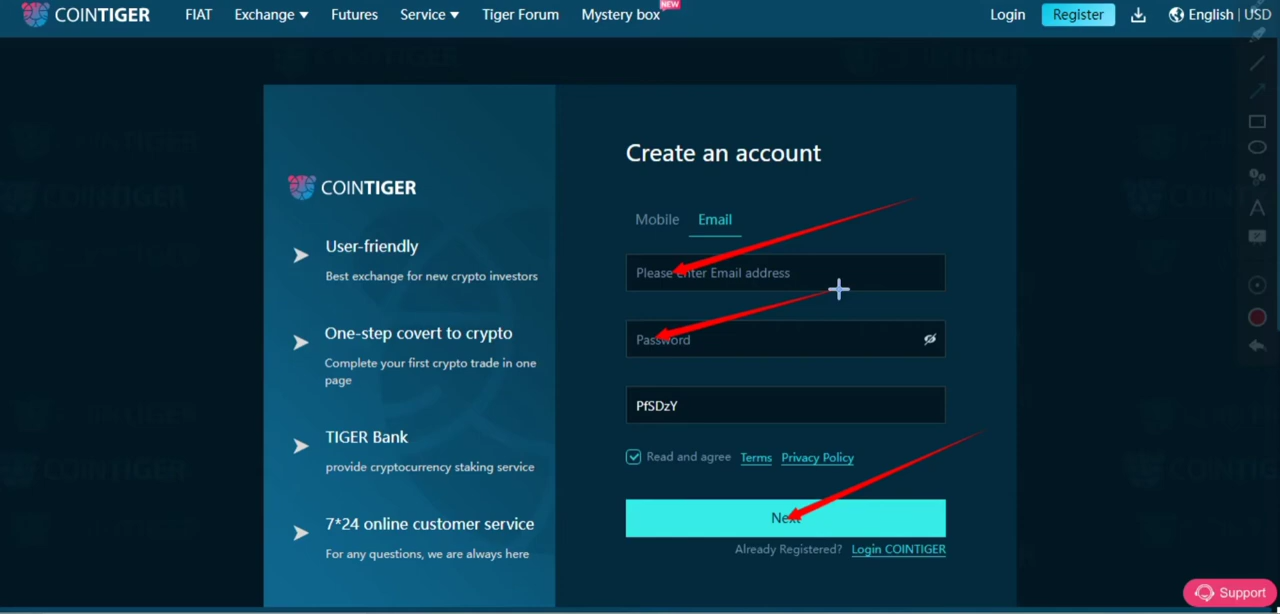 COINTIGER
FIAT
Exchange
Futures
Service
Tiger Forum
Mystery box
NEW
Login
Register
English | USD
COINTIGER
User-friendly
Best exchange for new crypto investors
One-step covert to crypto
Complete your first crypto trade in one
page
TIGER Bank
provide cryptocurrency staking service
7*24 online customer service
For any questions, we are always here
Create an account
Mobile
Email
Please enter Email address
Password
PfSDzY
Read and agree Terms Privacy Policy
Next
Already Registered? Login COINTIGER
A
Support
COINTIGER
COINTIGER